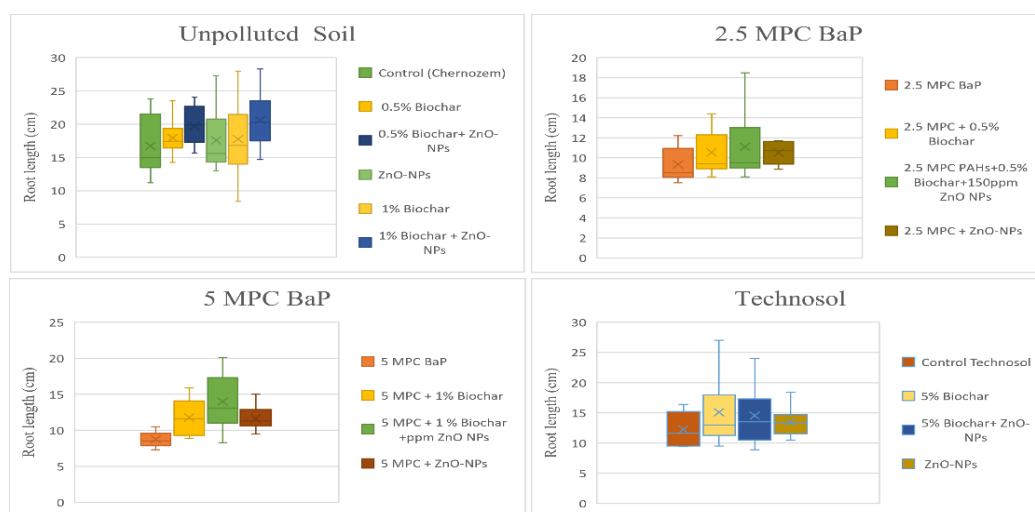 Unpolluted Soil
Root length (cm)
30
25
20
15
10
5
0
Control (Chernozem)
0.5% Biochar
0.5% Biochar+ ZnO-
NPs
ZnO-NPs
1% Biochar
1% Biochar + ZnO-
NPs
2.5 MPC BaP
Root length (cm)
20
18
16
14
12
10
8
6
4
2
0
2.5 MPC BaP
2.5 MPC + 0.5%
Biochar
2.5 MPC PAHs+0.5%
Biochar+150ppm
ZnO NPs
2.5 MPC + ZnO-NPs
5 MPC BaP
Root length (cm)
25
20
15
10
5
0
5 MPC BaP
5 MPC + 1% Biochar
5 MPC + 1 % Biochar
+ppm ZnO NPs
5 MPC + ZnO-NPs
Technosol
Root length (cm)
30
25
20
15
10
5
0
Control Technosol
5% Biochar
5% Biochar+ ZnO-
NPs
ZnO-NPs